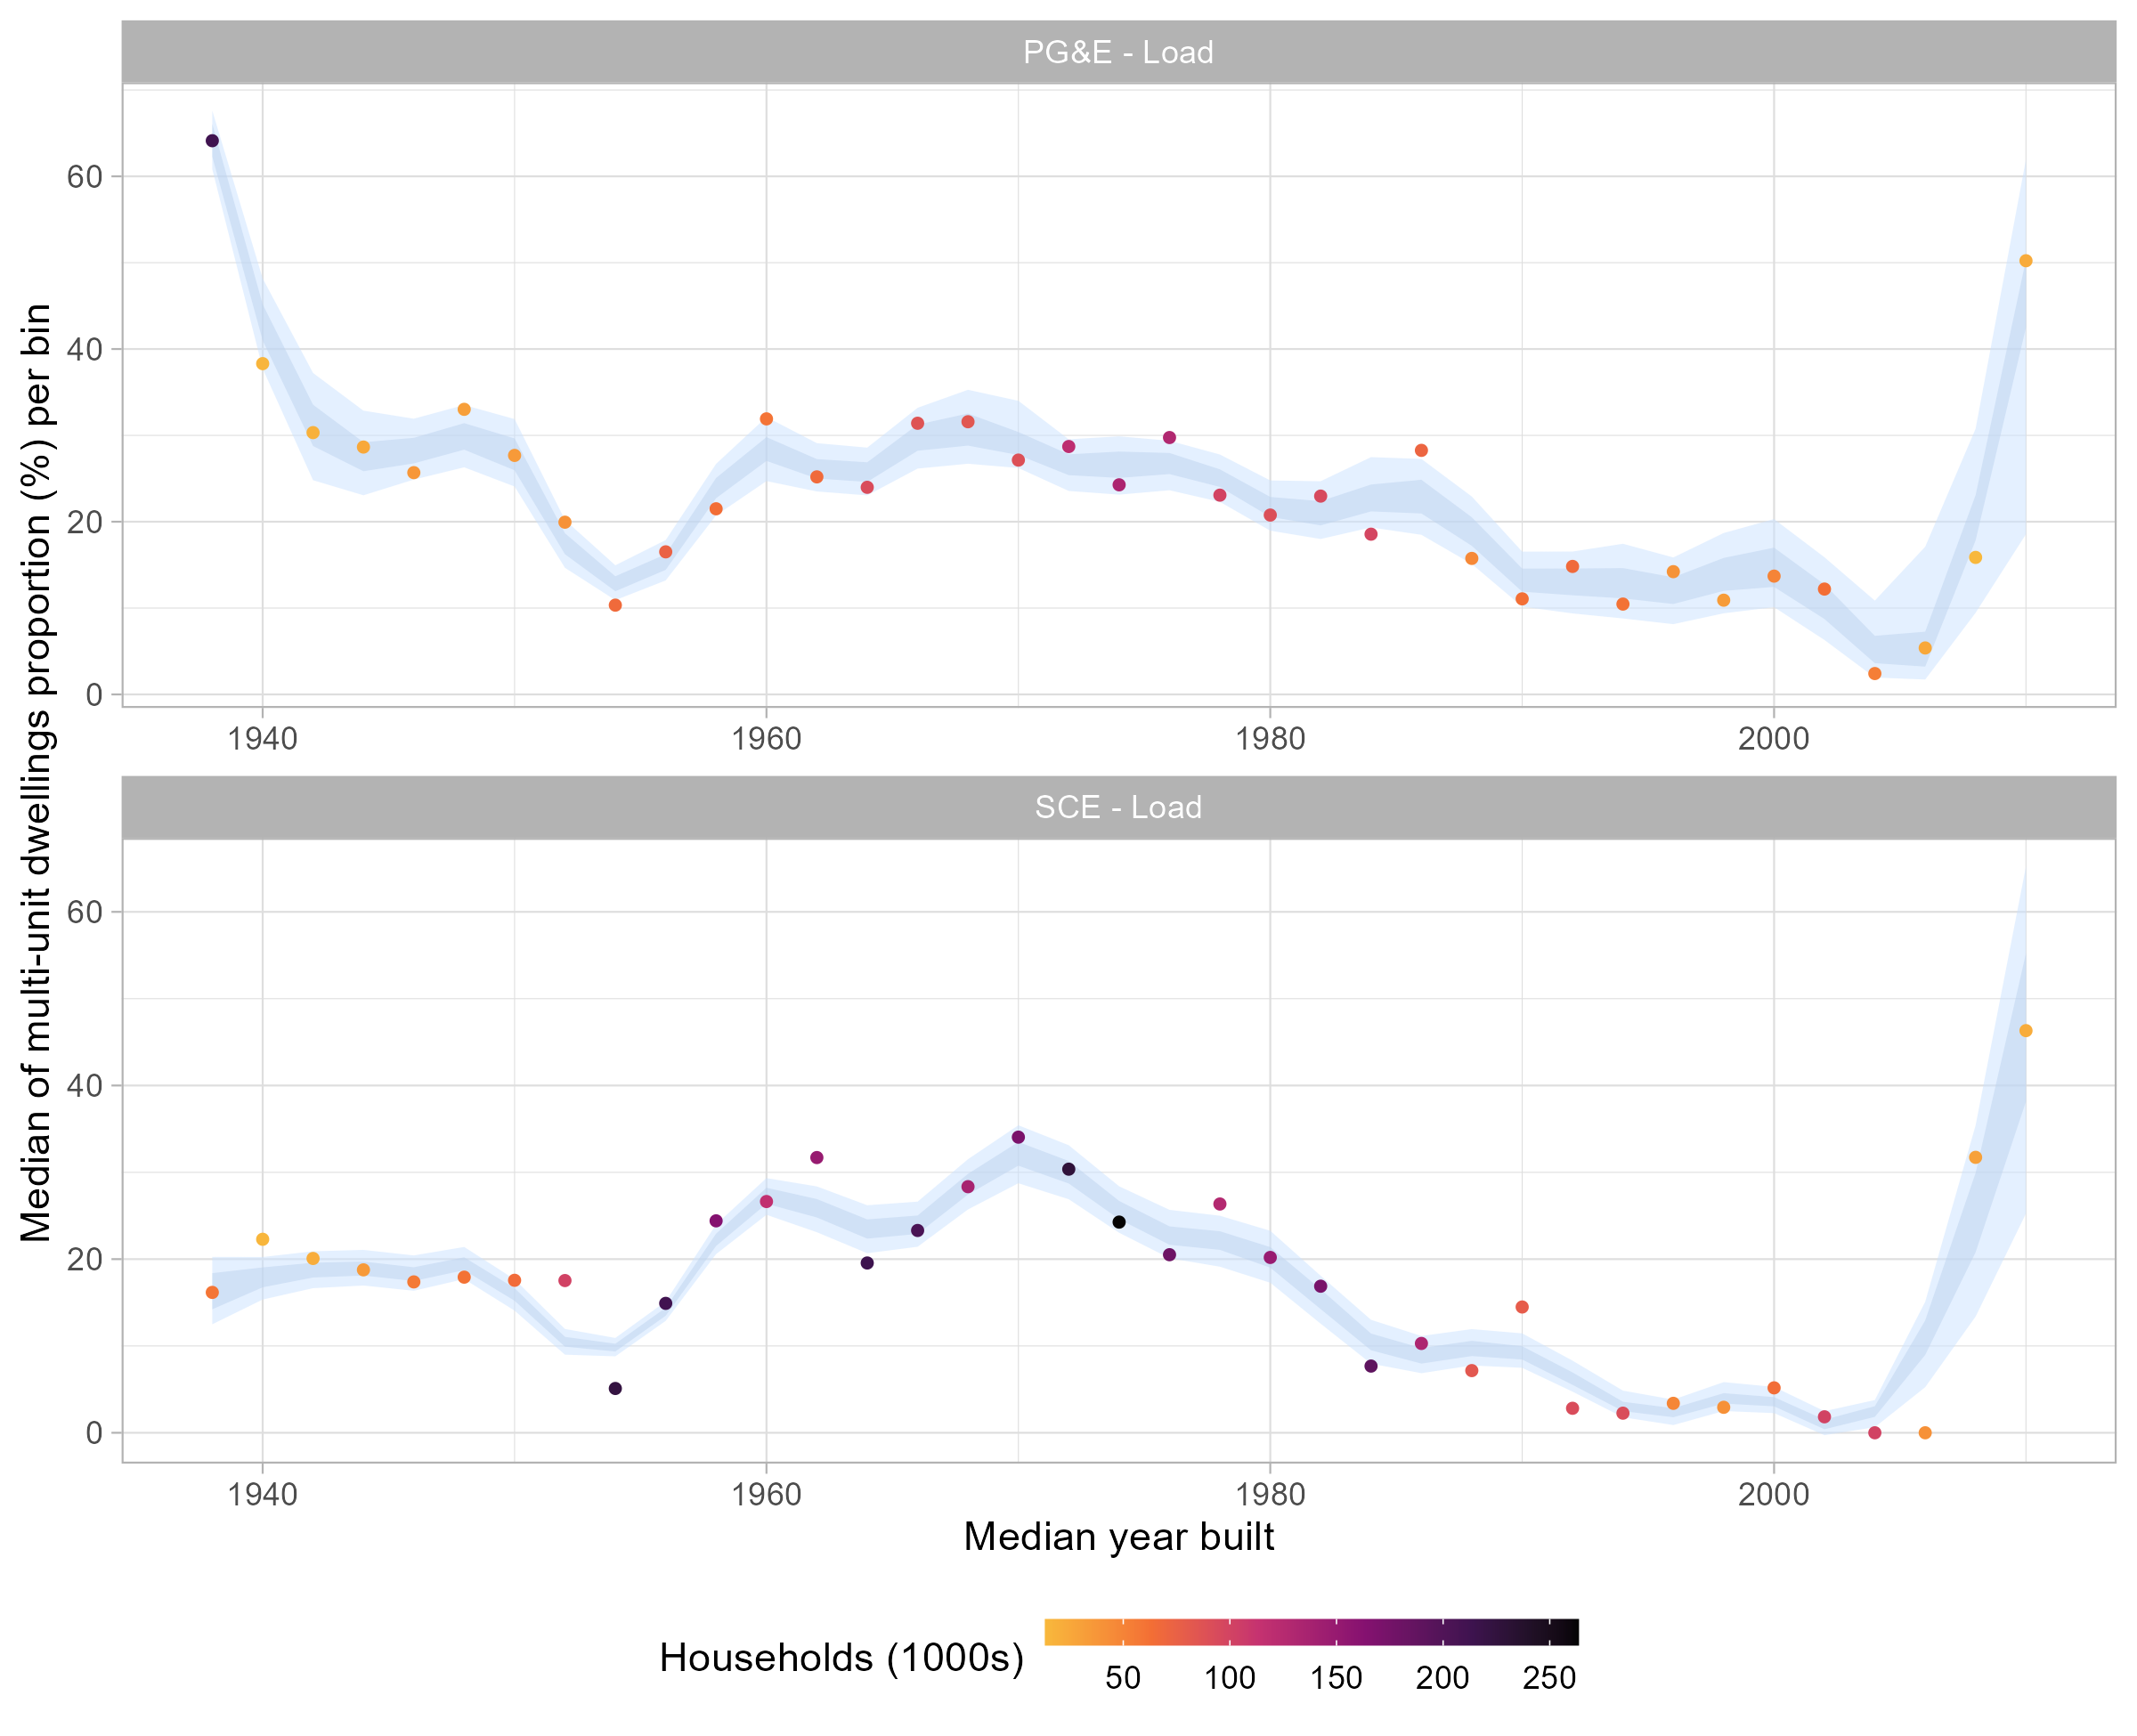 PG&E - Load
60
40
20
0
1940 1960 1980 2000
Median of multi-unit dwellings proportion (%) per bin
SCE - Load
60
40
20
0
1940 1960 1980 2000
Median year built
Households (1000s)
50 100 150 200 250